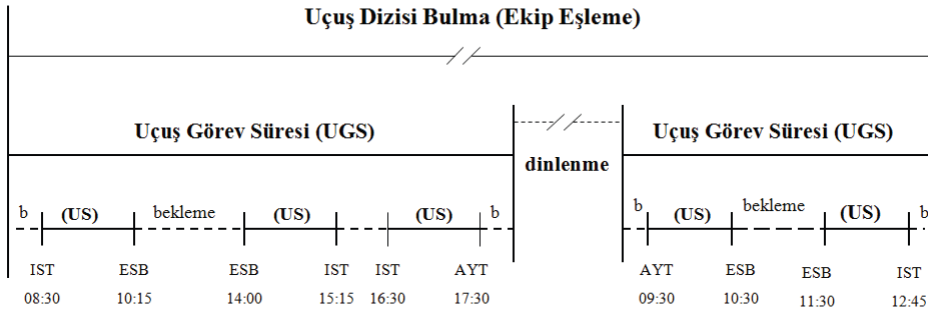 Uçuş Dizisi Bulma (Ekip Eşleme)
Uçuş Görev Süresi (UGS)
Uçuş Görev Süresi (UGS)
dinlenme
b (US) bekleme (US) (US) b
b (US) bekleme (US) b
IST ESB ESB IST IST AYT AYT ESB ESB IST
08:30 10:15 14:00 15:15 16:30 17:30 09:30 10:30 11:30 12:45